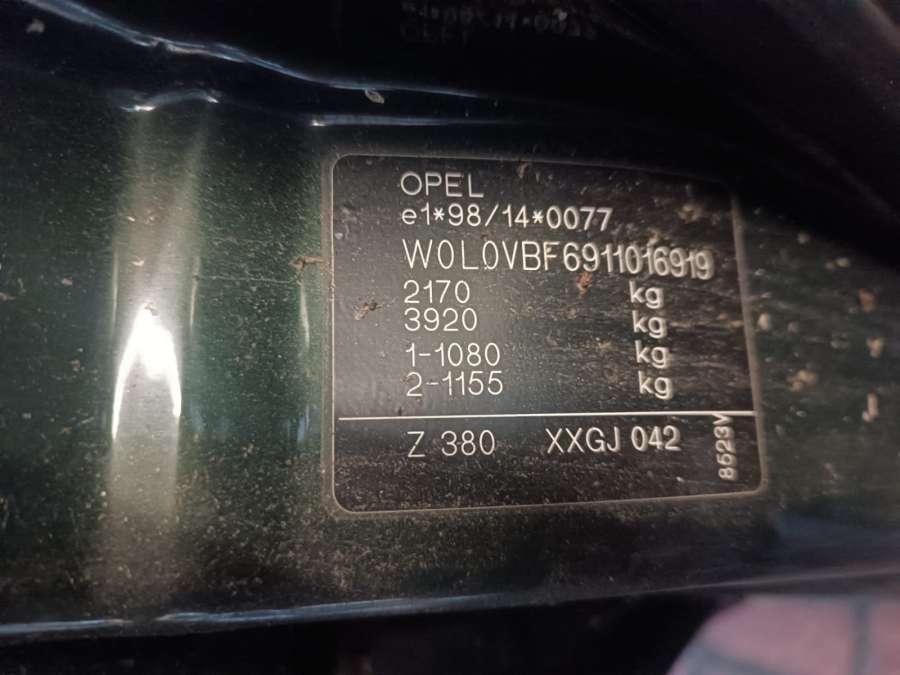 OPEL
e1*98/14*0077
W0L0VBF6911016919
2170 kg
3920 kg
1-1080 kg
2-1155 kg
Z 380 XXGJ 042
8523V